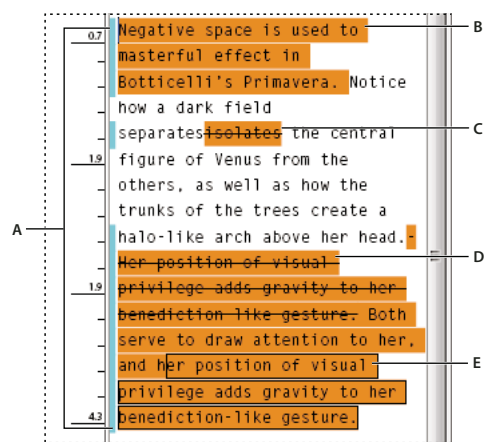 0.7
Negative space is used to
B
masterful effect in
Botticelli's Primavera. Notice
how a dark field
separatesisolates the central
C
1.9
figure of Venus from the
others, as well as how the
trunks of the trees create a
A
halo-like arch above her head.-
Her position of visual
D
1.9
privilege adds gravity to her
benediction like gesture. Both
serve to draw attention to her,
and her position of visual
E
privilege adds gravity to her
4.3
benediction-like gesture.